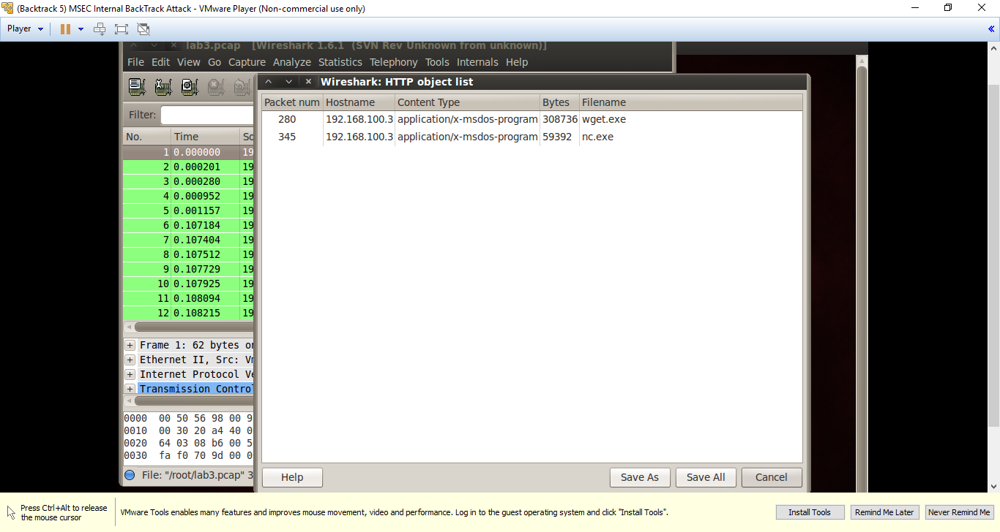 (Backtrack 5) MSEC Internal BackTrack Attack - VMware Player (Non-commercial use only)
Player
lab3.pcap [Wireshark 1.6.1 (SVN Rev Unknown from unknown)]
File Edit View Go Capture Analyze Statistics Telephony Tools Internals Help
Wireshark: HTTP object list
Packet num Hostname Content Type Bytes Filename
280 192.168.100.3 application/x-msdos-program 308736 wget.exe
345 192.168.100.3 application/x-msdos-program 59392 nc.exe
Filter:
No. Time So
1 0.000000 19
2 0.000201 19
3 0.000280 19
4 0.000952 19
5 0.001157 19
6 0.107184 19
7 0.107404 19
8 0.107512 19
9 0.107729 19
10 0.107925 19
11 0.108094 19
12 0.108215 19
Frame 1: 62 bytes on
Ethernet II, Src: Vm
Internet Protocol Ve
Transmission Control
0000 00 50 56 98 00 9
0010 00 30 20 a4 40 0
0020 64 03 08 b6 00 5
0030 fa f0 70 9d 00 0
File: "/root/lab3.pcap" 3
Help Save As Save All Cancel
Press Ctrl+Alt to release
the mouse cursor
VMware Tools enables many features and improves mouse movement, video and performance. Log in to the guest operating system and click "Install Tools".
Install Tools Remind Me Later Never Remind Me